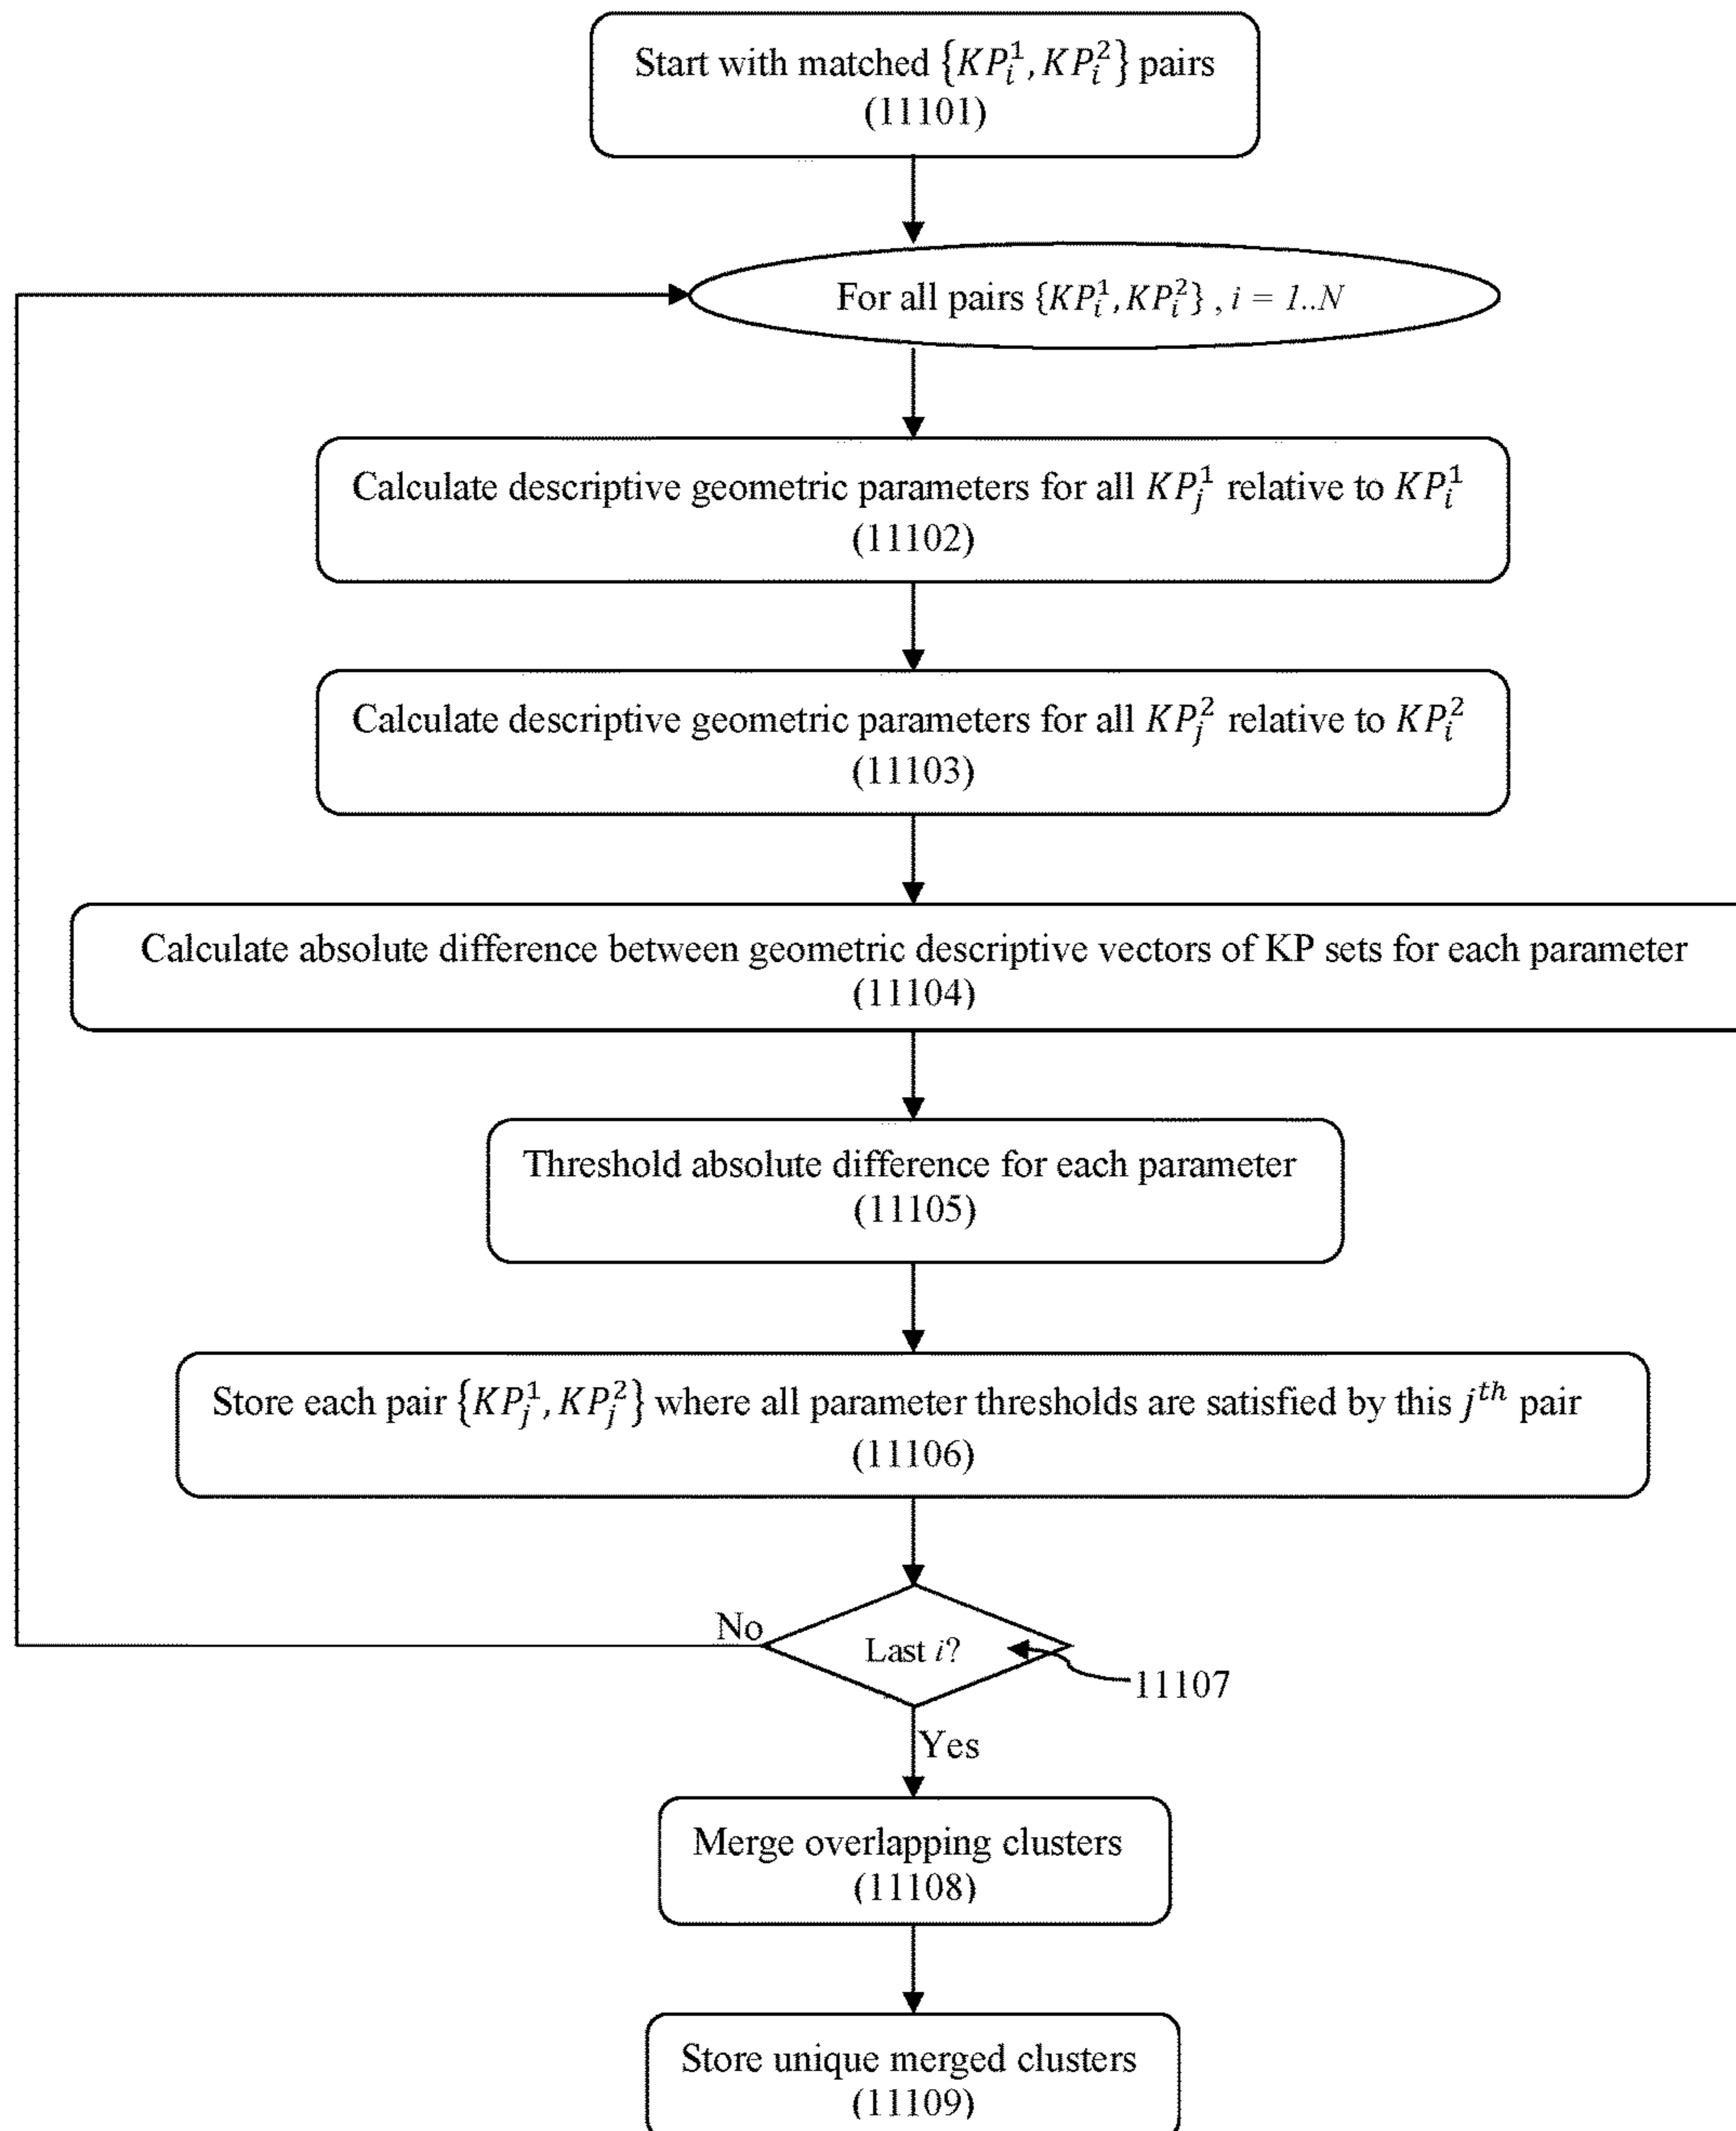 Start with matched {KP_i^1, KP_i^2} pairs
(11101)
For all pairs {KP_i^1, KP_i^2} , i = 1..N
Calculate descriptive geometric parameters for all KP_j^1 relative to KP_i^1
(11102)
Calculate descriptive geometric parameters for all KP_j^2 relative to KP_i^2
(11103)
Calculate absolute difference between geometric descriptive vectors of KP sets for each parameter
(11104)
Threshold absolute difference for each parameter
(11105)
Store each pair {KP_j^1, KP_j^2} where all parameter thresholds are satisfied by this j^th pair
(11106)
No
Last i?
11107
Yes
Merge overlapping clusters
(11108)
Store unique merged clusters
(11109)